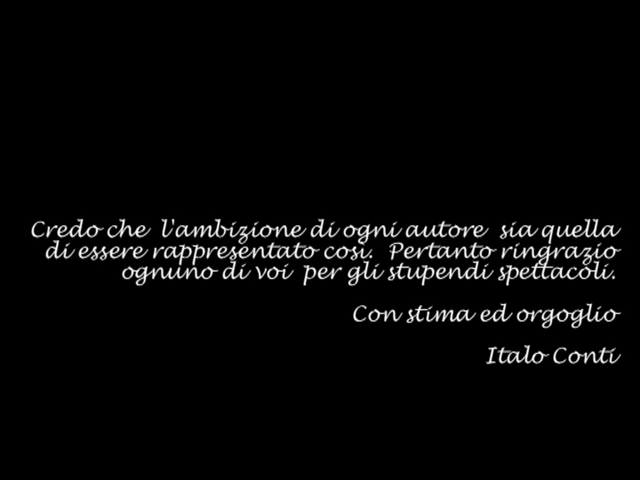 Credo che l'ambizione di ogni autore sia quella
di essere rappresentato così. Pertanto ringrazio
ognuno di voi per gli stupendi spettacoli.
Con stima ed orgoglio
Italo Conti